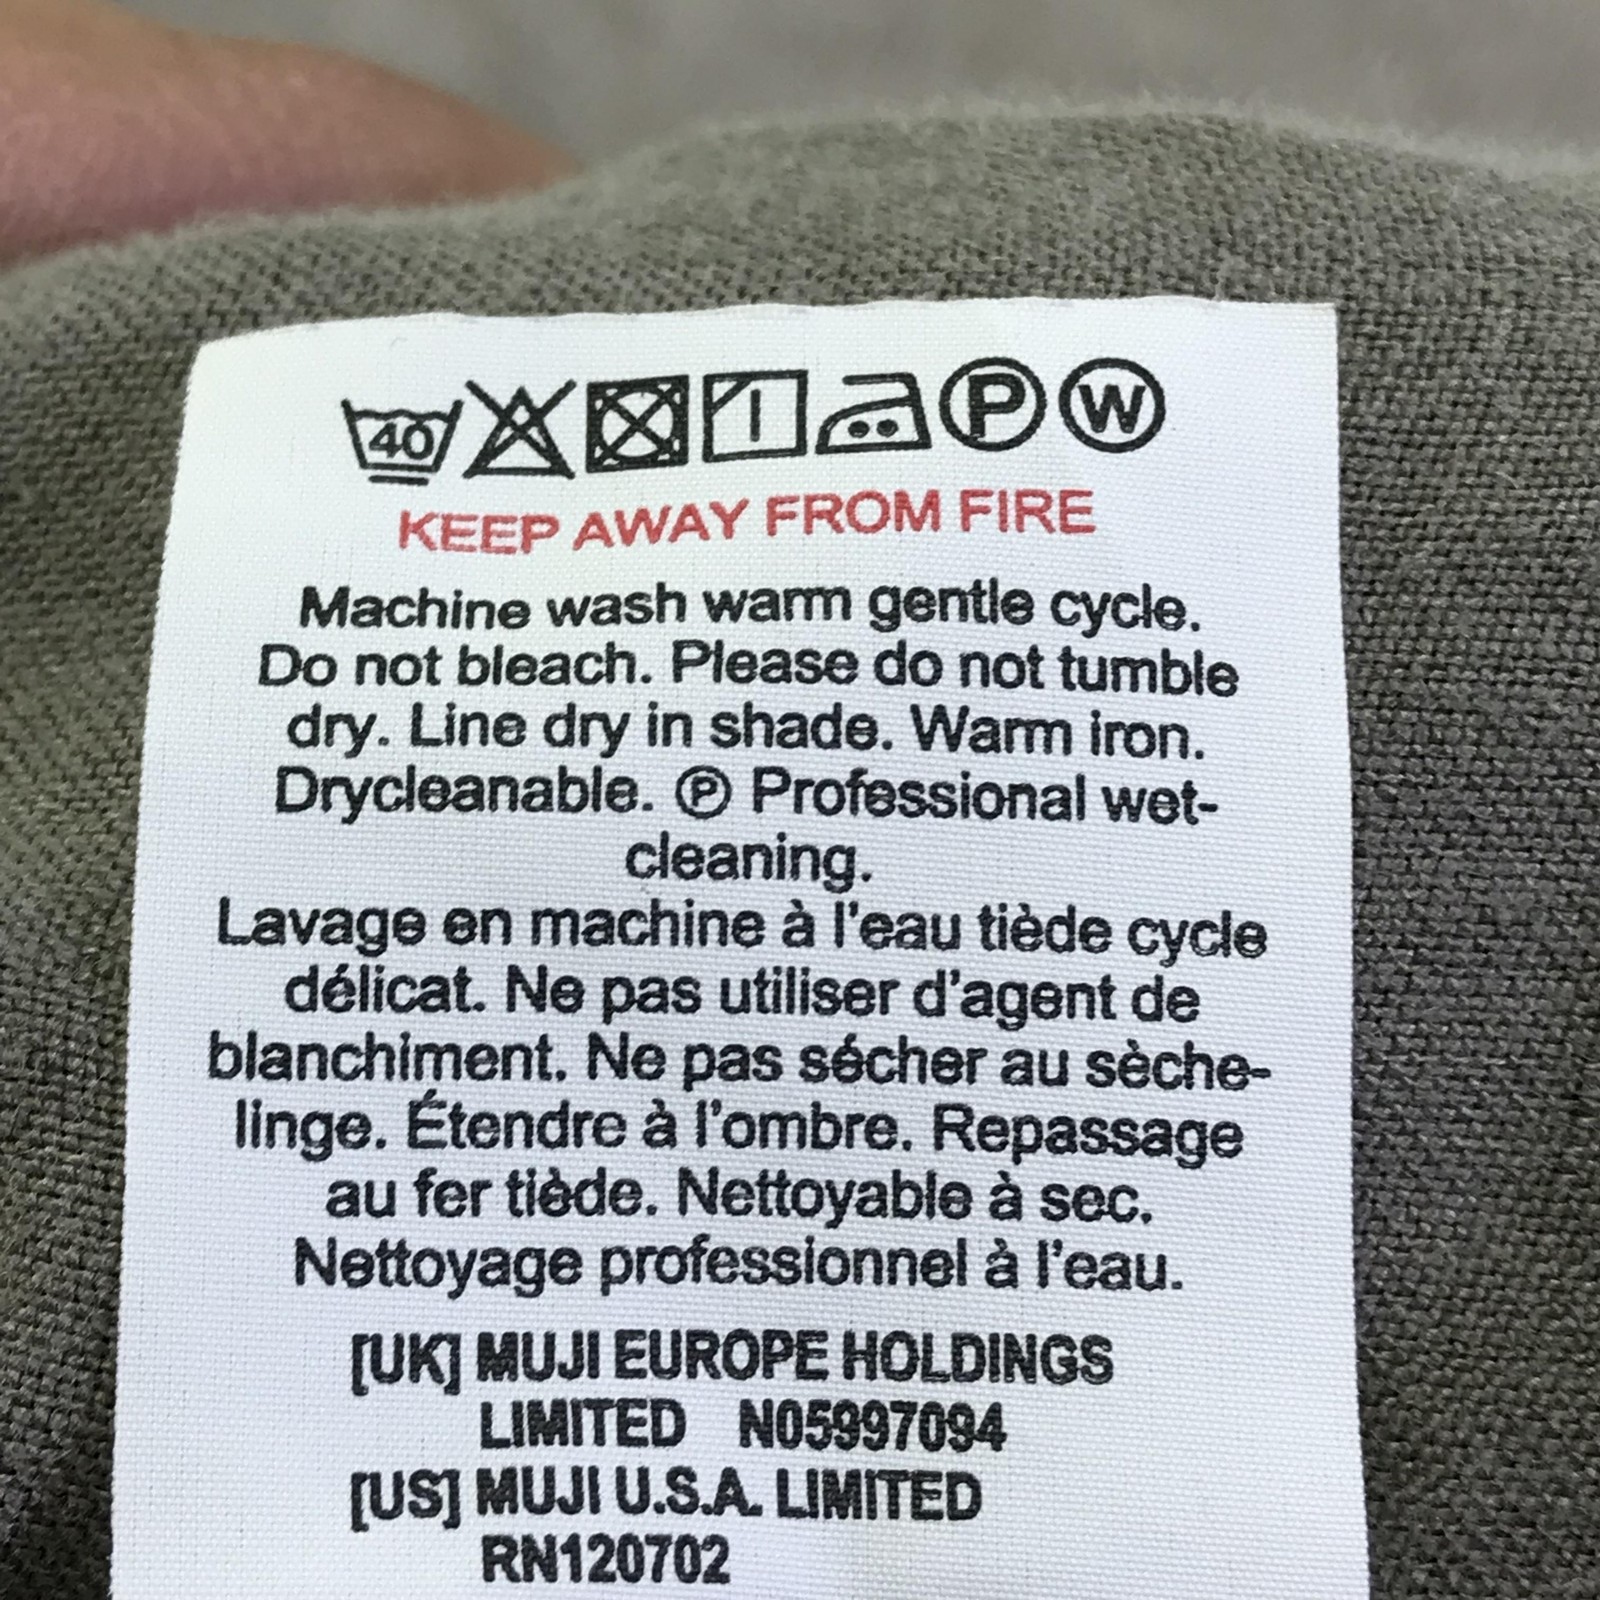 40 P W
KEEP AWAY FROM FIRE
Machine wash warm gentle cycle.
Do not bleach. Please do not tumble
dry. Line dry in shade. Warm iron.
Drycleanable. Ⓟ Professional wet-
cleaning.
Lavage en machine à l'eau tiède cycle
délicat. Ne pas utiliser d'agent de
blanchiment. Ne pas sécher au sèche-
linge. Étendre à l'ombre. Repassage
au fer tiède. Nettoyable à sec.
Nettoyage professionnel à l'eau.
[UK] MUJI EUROPE HOLDINGS
LIMITED N05997094
[US] MUJI U.S.A. LIMITED
RN120702